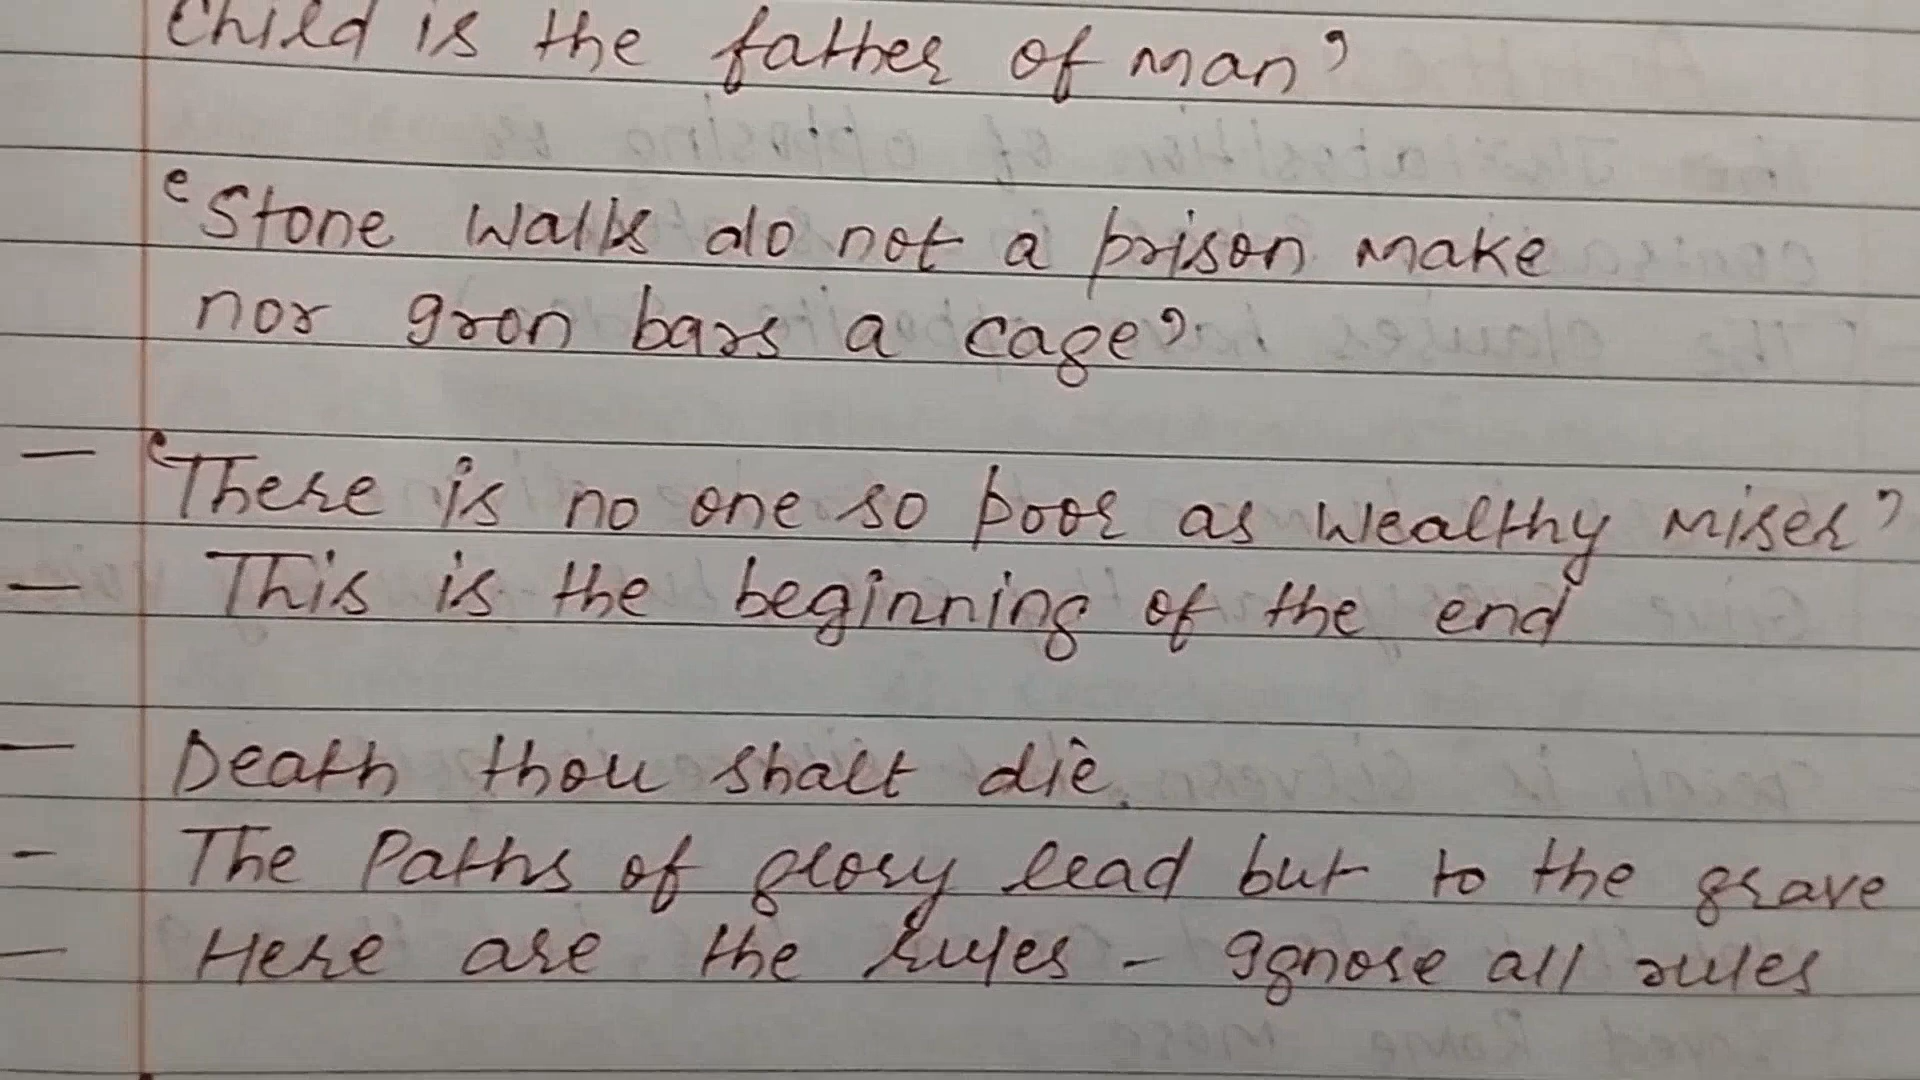 Child is the father of man'
'Stone walls do not a prison make
nor Iron bars a cage'
– 'There is no one so poor as wealthy miser'
– This is the beginning of the end
– Death thou shalt die.
– The Paths of glory lead but to the grave
– Here are the rules – Ignore all rules